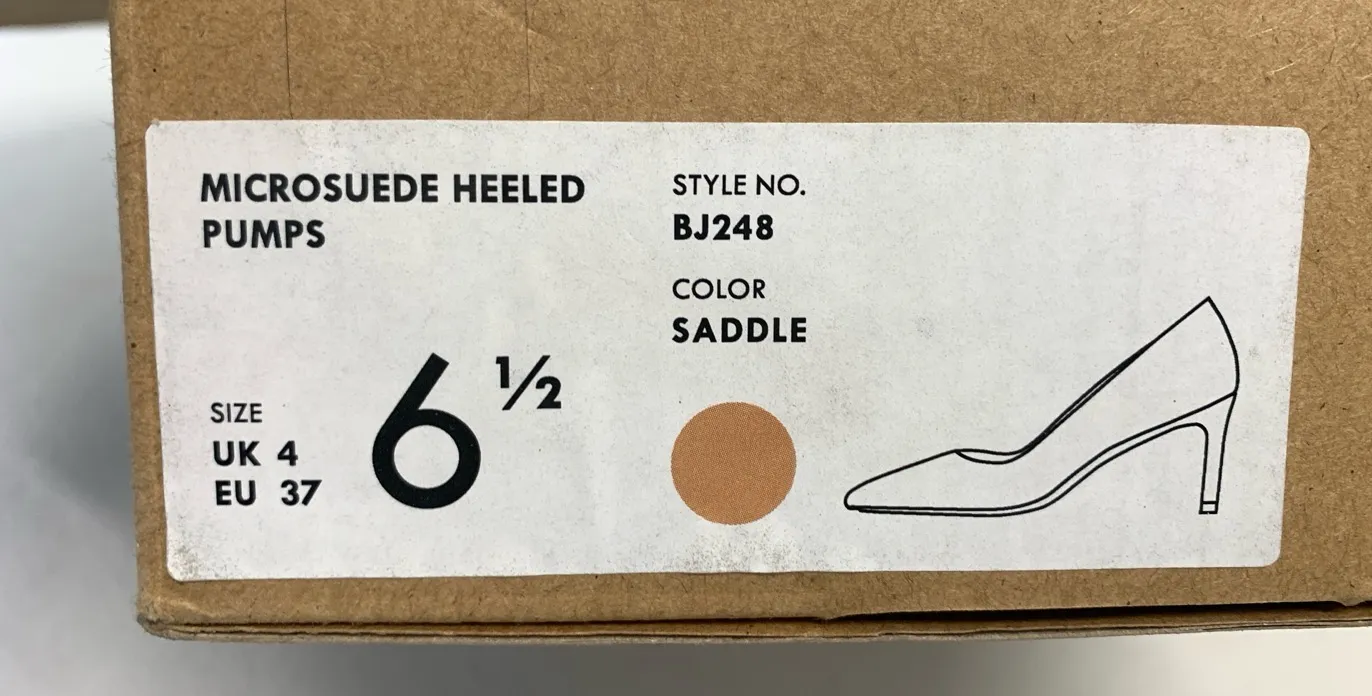 MICROSUEDE HEELED
PUMPS
STYLE NO.
BJ248
COLOR
SADDLE
SIZE
UK 4
EU 37
6 1/2